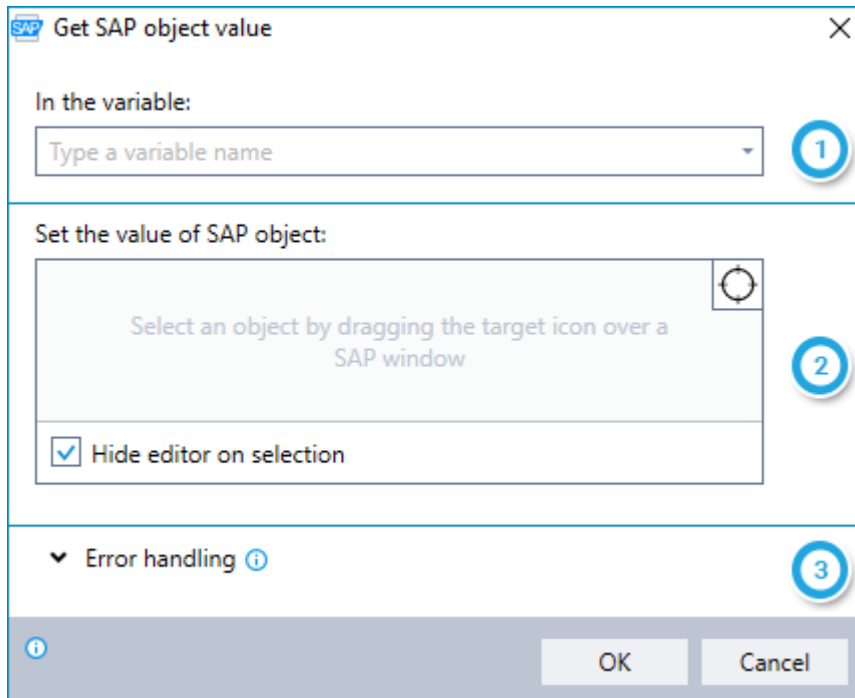 SAP Get SAP object value
In the variable:
Type a variable name
1
Set the value of SAP object:
Select an object by dragging the target icon over a
SAP window
2
Hide editor on selection
Error handling
3
OK Cancel